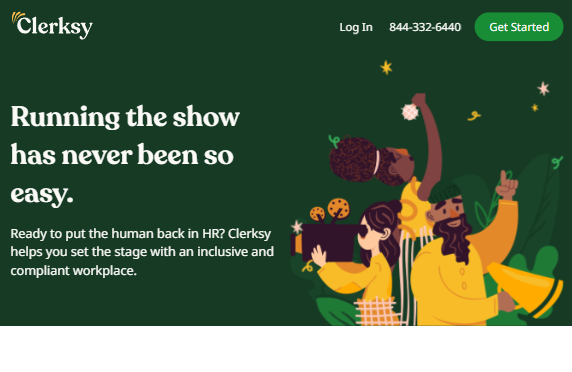 Clerksy
Log In 844-332-6440 Get Started
Running the show
has never been so
easy.
Ready to put the human back in HR? Clerksy
helps you set the stage with an inclusive and
compliant workplace.